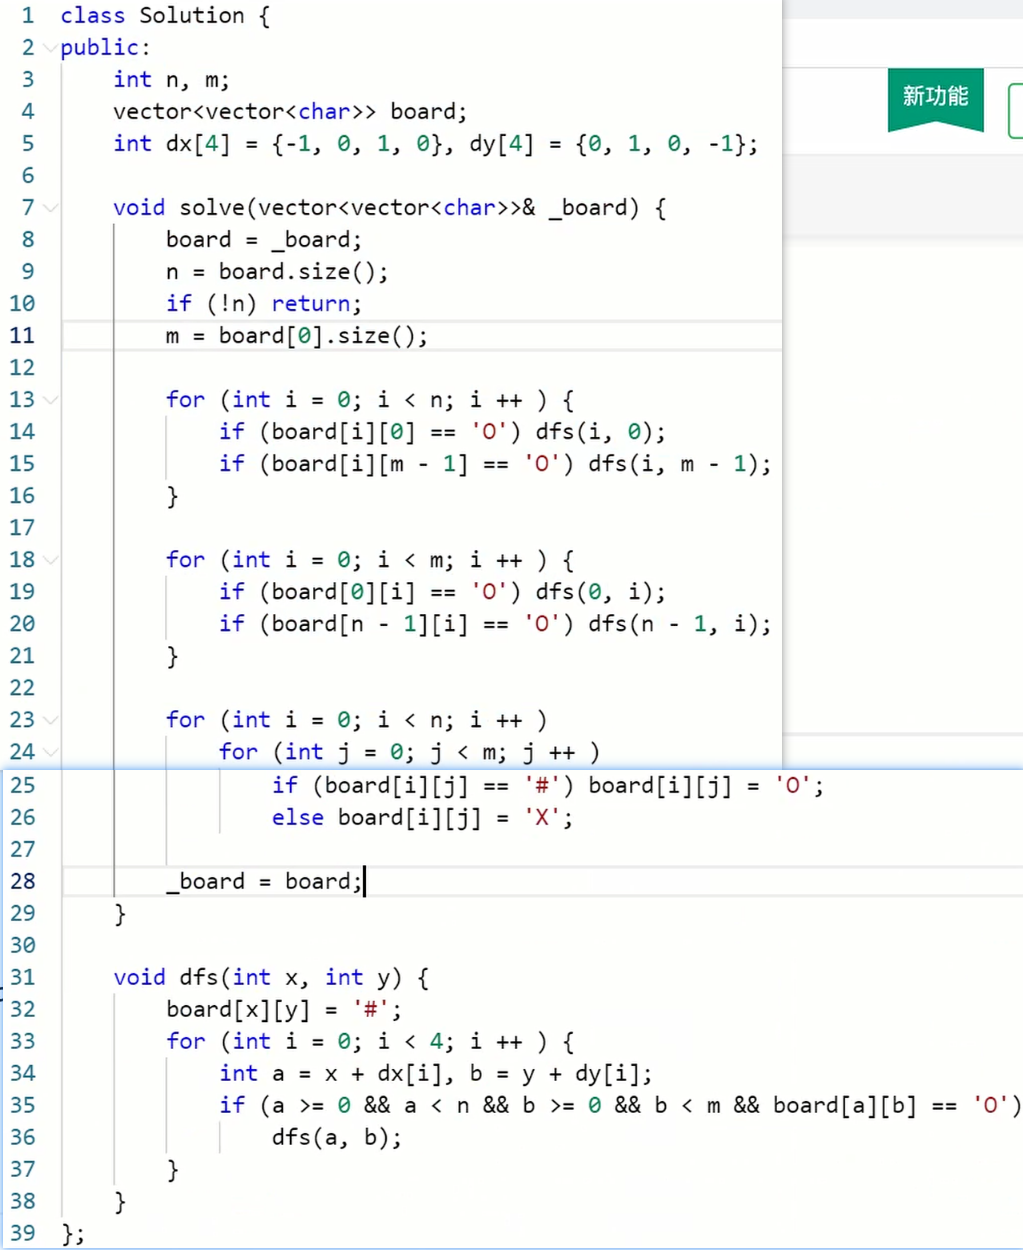 1 class Solution {
2 public:
3     int n, m;
4     vector<vector<char>> board;
5     int dx[4] = {-1, 0, 1, 0}, dy[4] = {0, 1, 0, -1};
6
7     void solve(vector<vector<char>>& _board) {
8         board = _board;
9         n = board.size();
10         if (!n) return;
11         m = board[0].size();
12
13         for (int i = 0; i < n; i ++ ) {
14             if (board[i][0] == 'O') dfs(i, 0);
15             if (board[i][m - 1] == 'O') dfs(i, m - 1);
16         }
17
18         for (int i = 0; i < m; i ++ ) {
19             if (board[0][i] == 'O') dfs(0, i);
20             if (board[n - 1][i] == 'O') dfs(n - 1, i);
21         }
22
23         for (int i = 0; i < n; i ++ )
24             for (int j = 0; j < m; j ++ )
25                 if (board[i][j] == '#') board[i][j] = 'O';
26                 else board[i][j] = 'X';
27
28         _board = board;
29     }
30
31     void dfs(int x, int y) {
32         board[x][y] = '#';
33         for (int i = 0; i < 4; i ++ ) {
34             int a = x + dx[i], b = y + dy[i];
35             if (a >= 0 && a < n && b >= 0 && b < m && board[a][b] == 'O')
36                 dfs(a, b);
37         }
38     }
39 };
新功能